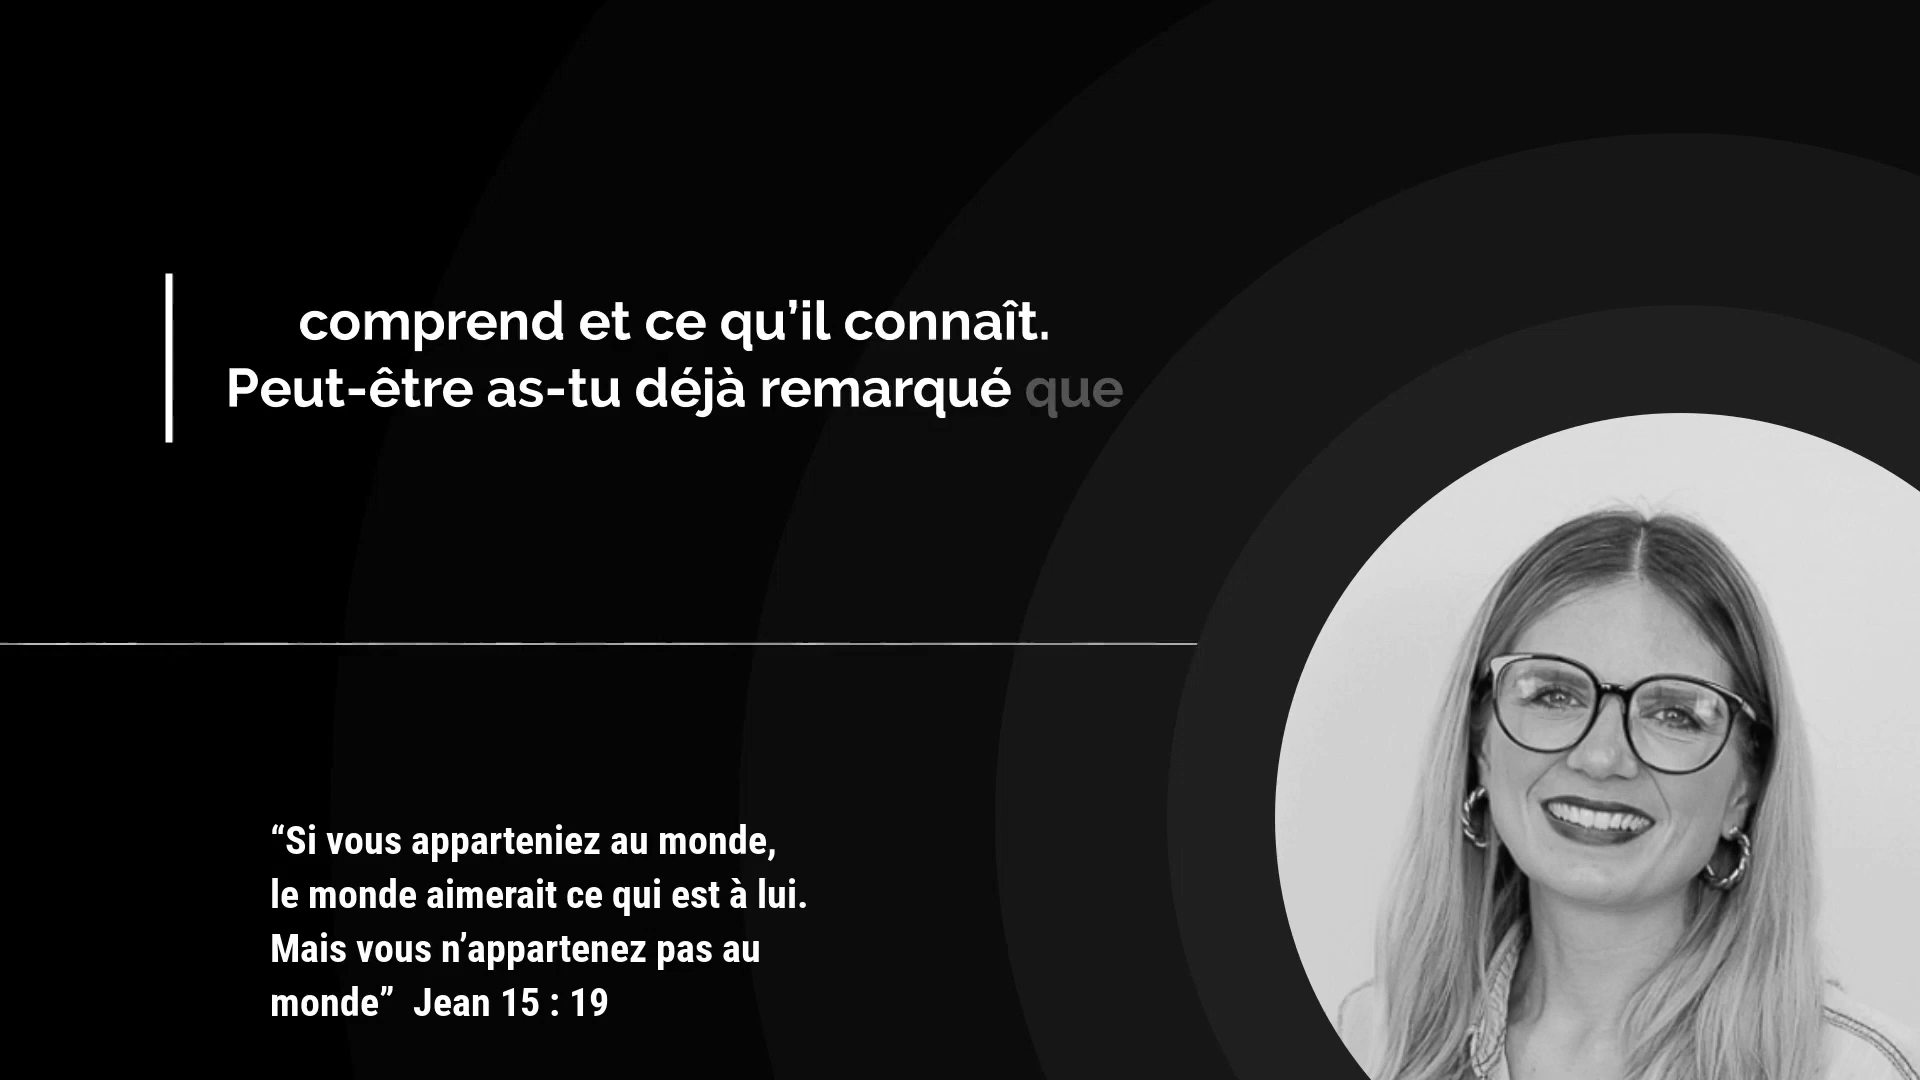 comprend et ce qu’il connaît.
Peut-être as-tu déjà remarqué que
“Si vous apparteniez au monde,
le monde aimerait ce qui est à lui.
Mais vous n’appartenez pas au
monde”  Jean 15 : 19